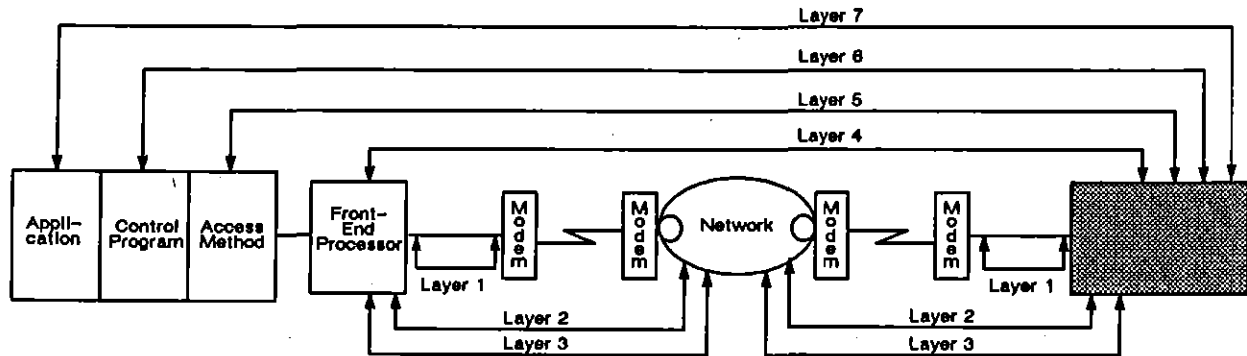 Layer 7
Layer 6
Layer 5
Layer 4
Appli-
cation
Control
Program
Access
Method
Front-
End
Processor
Modem
Modem
Network
Modem
Modem
Layer 1
Layer 1
Layer 2
Layer 2
Layer 3
Layer 3